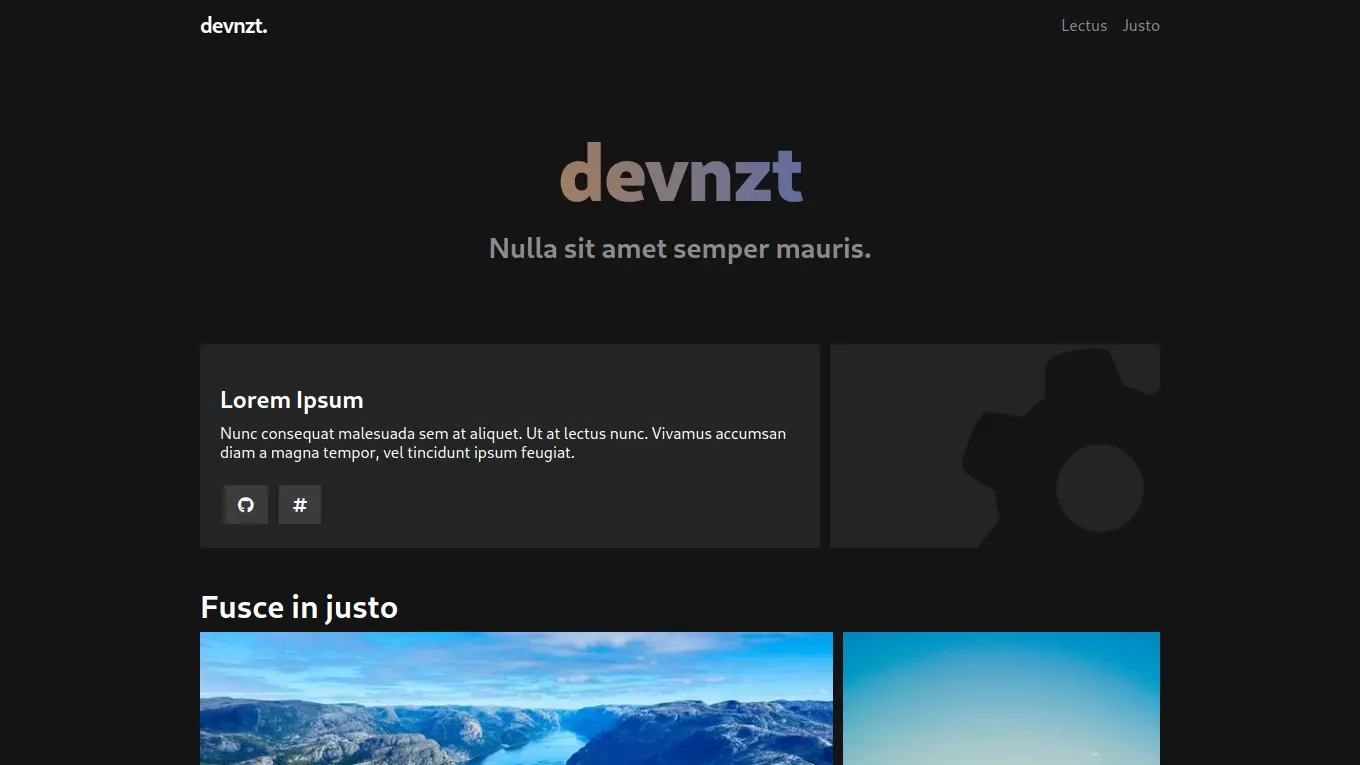 devnzt.
Lectus
Justo
devnzt
Nulla sit amet semper mauris.
Lorem Ipsum
Nunc consequat malesuada sem at aliquet. Ut at lectus nunc. Vivamus accumsan
diam a magna tempor, vel tincidunt ipsum feugiat.
#
Fusce in justo